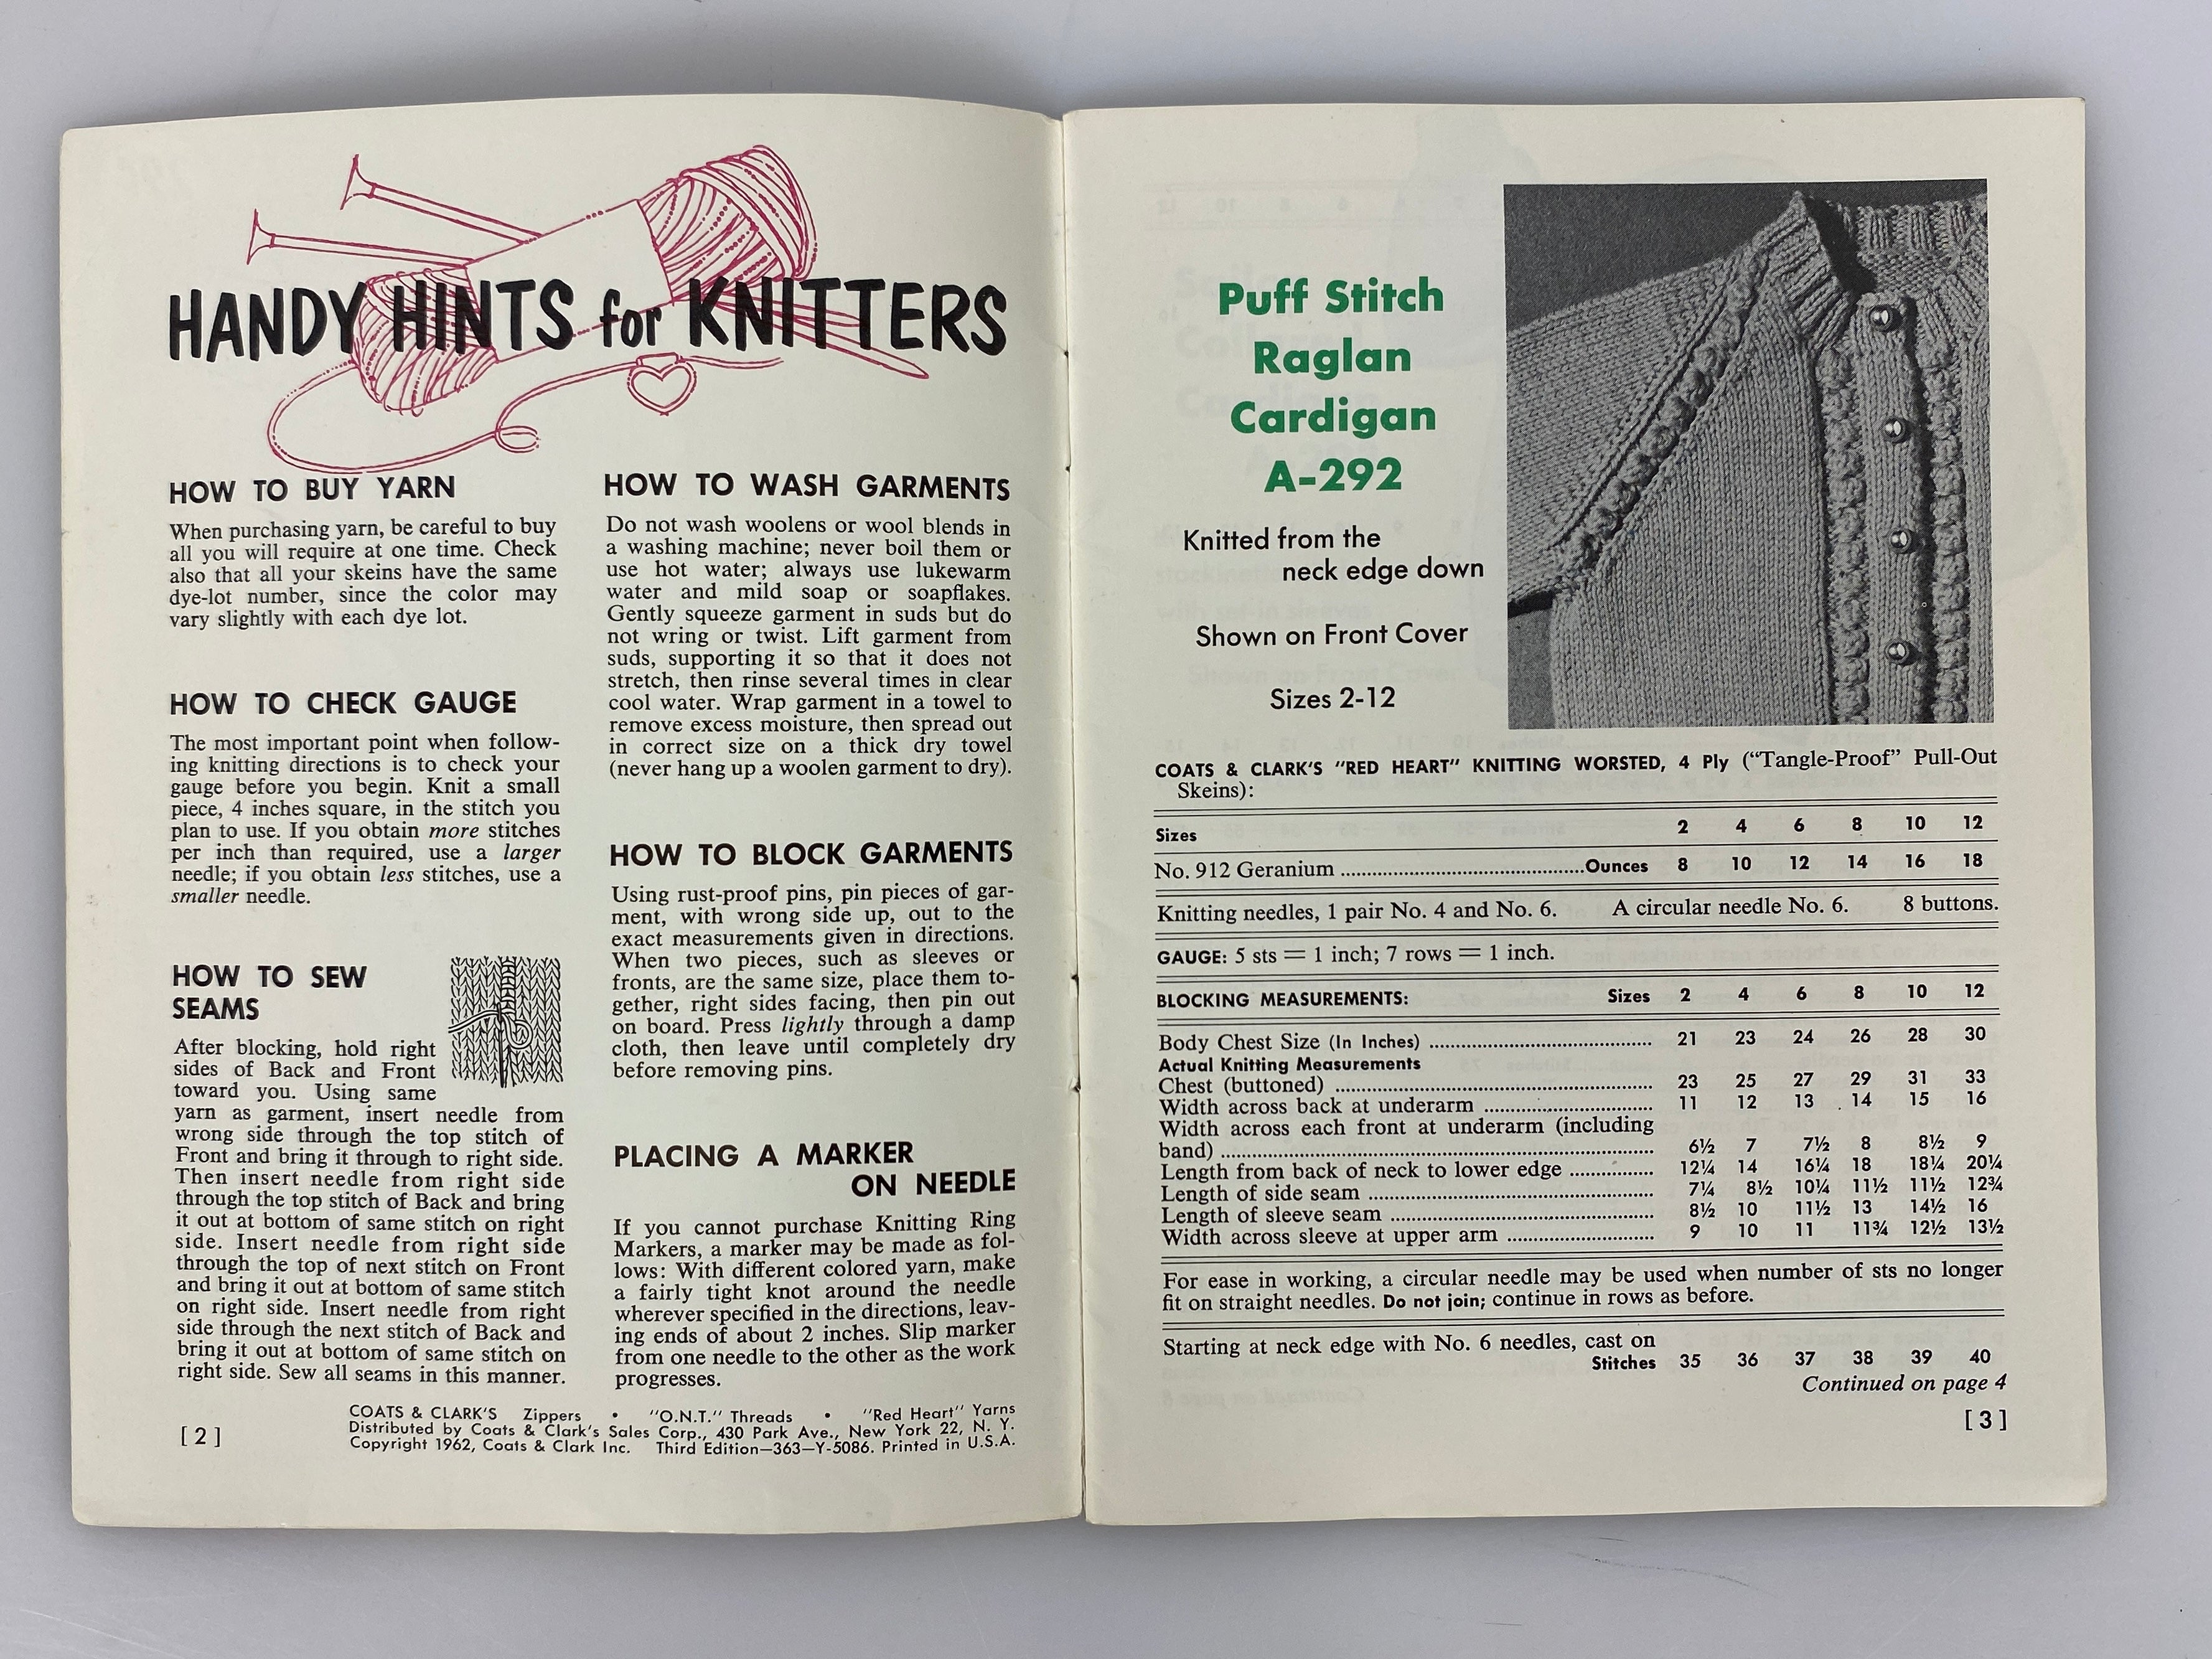 HANDY HINTS for KNITTERS
HOW TO BUY YARN
When purchasing yarn, be careful to buy
all you will require at one time. Check
also that all your skeins have the same
dye-lot number, since the color may
vary slightly with each dye lot.
HOW TO CHECK GAUGE
The most important point when follow-
ing knitting directions is to check your
gauge before you begin. Knit a small
piece, 4 inches square, in the stitch you
plan to use. If you obtain more stitches
per inch than required, use a larger
needle; if you obtain less stitches, use a
smaller needle.
HOW TO SEW
SEAMS
After blocking, hold right
sides of Back and Front
toward you. Using same
yarn as garment, insert needle from
wrong side through the top stitch of
Front and bring it through to right side.
Then insert needle from right side
through the top stitch of Back and bring
it out at bottom of same stitch on right
side. Insert needle from right side
through the top of next stitch on Front
and bring it out at bottom of same stitch
on right side. Insert needle from right
side through the next stitch of Back and
bring it out at bottom of same stitch on
right side. Sew all seams in this manner.
HOW TO WASH GARMENTS
Do not wash woolens or wool blends in
a washing machine; never boil them or
use hot water; always use lukewarm
water and mild soap or soapflakes.
Gently squeeze garment in suds but do
not wring or twist. Lift garment from
suds, supporting it so that it does not
stretch, then rinse several times in clear
cool water. Wrap garment in a towel to
remove excess moisture, then spread out
in correct size on a thick dry towel
(never hang up a woolen garment to dry).
HOW TO BLOCK GARMENTS
Using rust-proof pins, pin pieces of gar-
ment, with wrong side up, out to the
exact measurements given in directions.
When two pieces, such as sleeves or
fronts, are the same size, place them to-
gether, right sides facing, then pin out
on board. Press lightly through a damp
cloth, then leave until completely dry
before removing pins.
PLACING A MARKER
ON NEEDLE
If you cannot purchase Knitting Ring
Markers, a marker may be made as fol-
lows: With different colored yarn, make
a fairly tight knot around the needle
wherever specified in the directions, leav-
ing ends of about 2 inches. Slip marker
from one needle to the other as the work
progresses.
[ 2 ]
COATS & CLARK'S Zippers • "O.N.T." Threads • "Red Heart" Yarns
Distributed by Coats & Clark's Sales Corp., 430 Park Ave., New York 22, N. Y.
Copyright 1962, Coats & Clark Inc. Third Edition—363—Y-5086. Printed in U.S.A.
Puff Stitch
Raglan
Cardigan
A-292
Knitted from the
neck edge down
Shown on Front Cover
Sizes 2-12
COATS & CLARK'S "RED HEART" KNITTING WORSTED, 4 Ply ("Tangle-Proof" Pull-Out
Skeins):
Sizes 2 4 6 8 10 12
No. 912 Geranium ............ Ounces 8 10 12 14 16 18
Knitting needles, 1 pair No. 4 and No. 6. A circular needle No. 6. 8 buttons.
GAUGE: 5 sts = 1 inch; 7 rows = 1 inch.
BLOCKING MEASUREMENTS: Sizes 2 4 6 8 10 12
Body Chest Size (In Inches) ............ 21 23 24 26 28 30
Actual Knitting Measurements
Chest (buttoned) ............ 23 25 27 29 31 33
Width across back at underarm ............ 11 12 13 14 15 16
Width across each front at underarm (including
band) ............ 6½ 7 7½ 8 8½ 9
Length from back of neck to lower edge ............ 12¼ 14 16¼ 18 18¼ 20¼
Length of side seam ............ 7¼ 8½ 10¼ 11½ 11½ 12¾
Length of sleeve seam ............ 8½ 10 11½ 13 14½ 16
Width across sleeve at upper arm ............ 9 10 11 11¾ 12½ 13½
For ease in working, a circular needle may be used when number of sts no longer
fit on straight needles. Do not join; continue in rows as before.
Starting at neck edge with No. 6 needles, cast on
Stitches 35 36 37 38 39 40
Continued on page 4
[ 3 ]